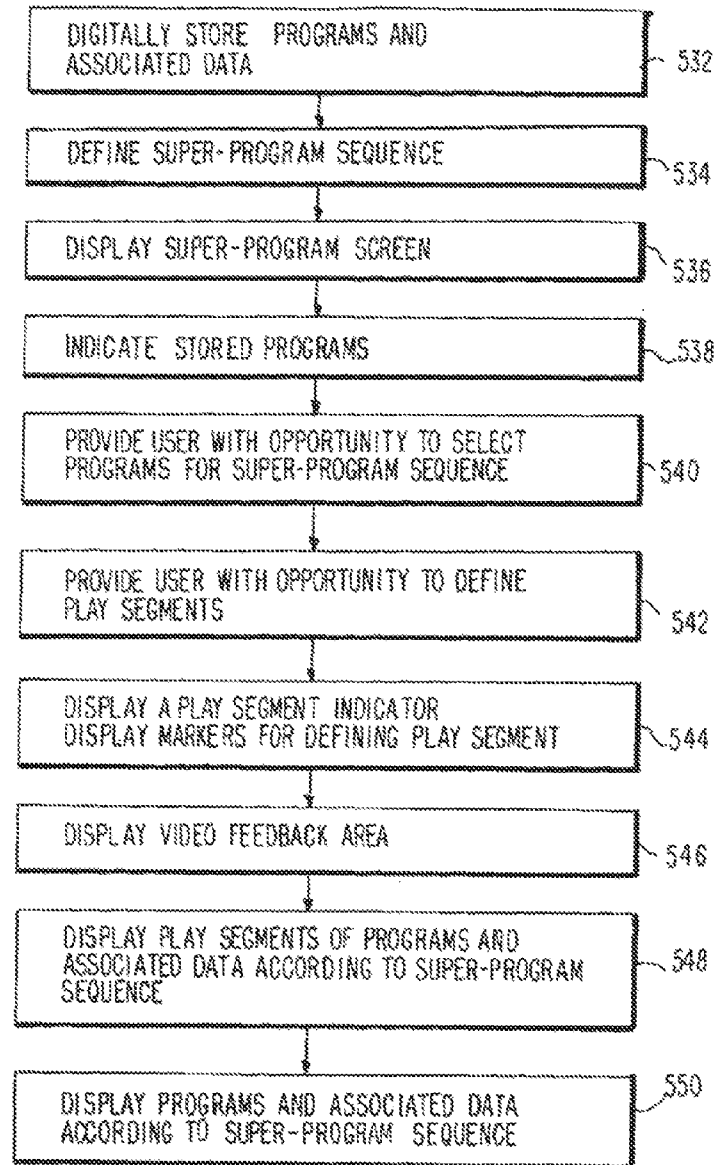 DIGITALLY STORE PROGRAMS AND
ASSOCIATED DATA
532
DEFINE SUPER-PROGRAM SEQUENCE
534
DISPLAY SUPER-PROGRAM SCREEN
536
INDICATE STORED PROGRAMS
538
PROVIDE USER WITH OPPORTUNITY TO SELECT
PROGRAMS FOR SUPER-PROGRAM SEQUENCE
540
PROVIDE USER WITH OPPORTUNITY TO DEFINE
PLAY SEGMENTS
542
DISPLAY A PLAY SEGMENT INDICATOR
DISPLAY MARKERS FOR DEFINING PLAY SEGMENT
544
DISPLAY VIDEO FEEDBACK AREA
546
DISPLAY PLAY SEGMENTS OF PROGRAMS AND
ASSOCIATED DATA ACCORDING TO SUPER-PROGRAM
SEQUENCE
548
DISPLAY PROGRAMS AND ASSOCIATED DATA
ACCORDING TO SUPER-PROGRAM SEQUENCE
550